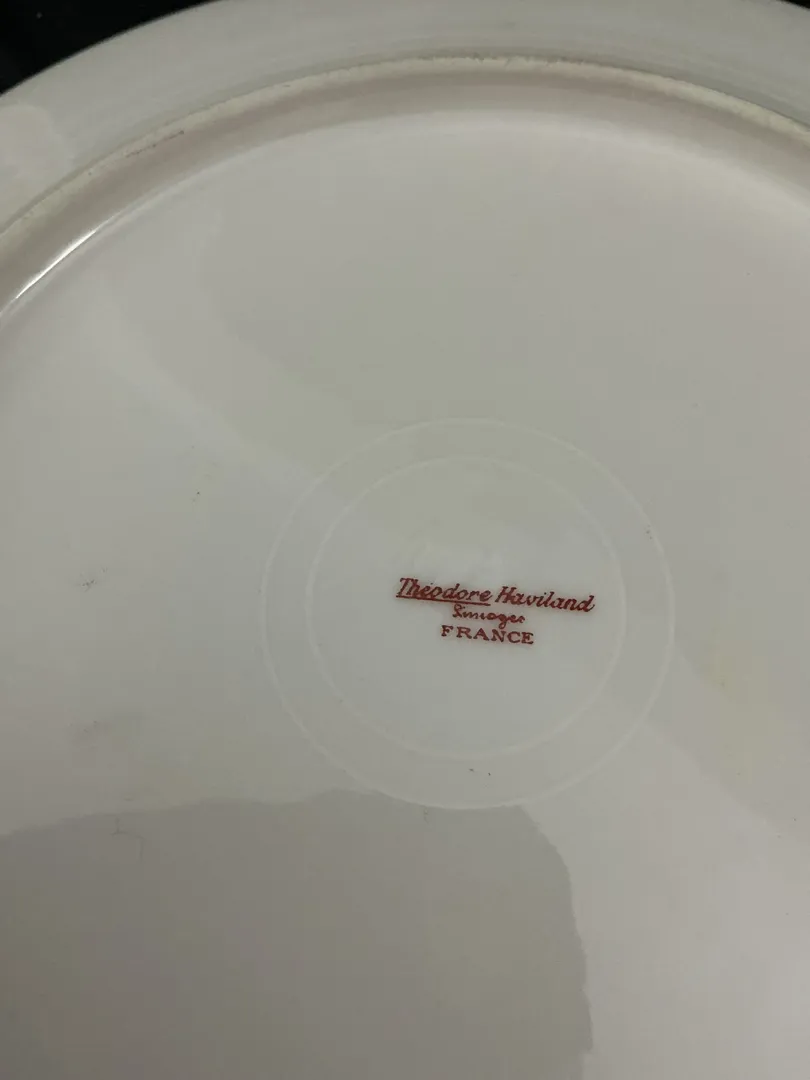 Theodore Haviland
Limoges
FRANCE